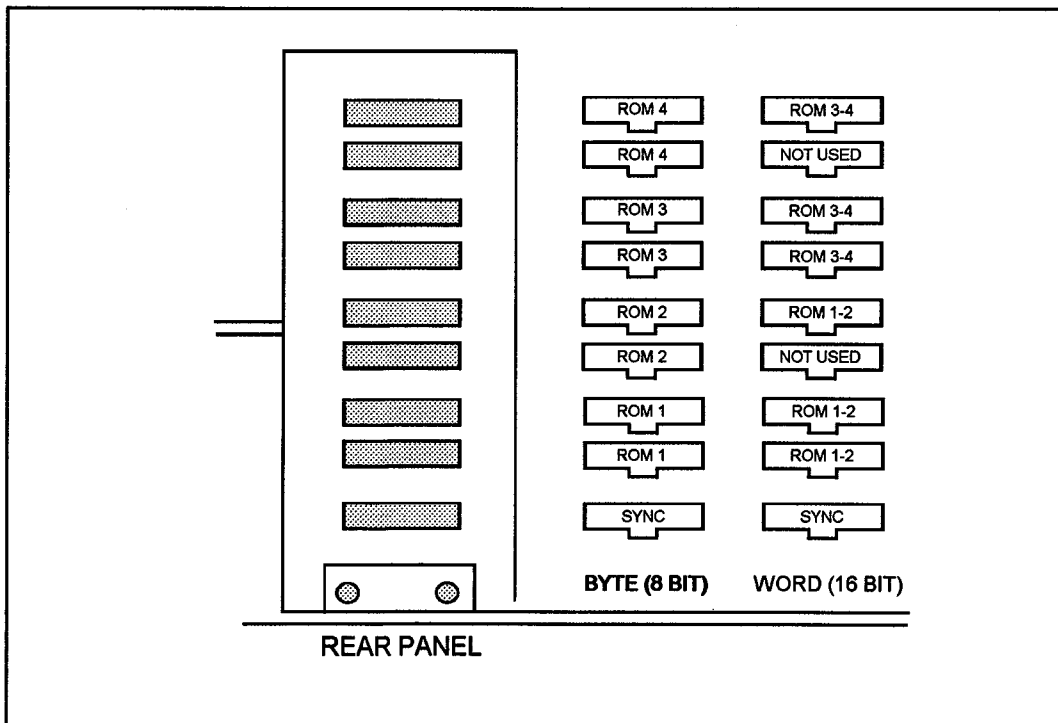 ROM 4 ROM 3-4
ROM 4 NOT USED
ROM 3 ROM 3-4
ROM 3 ROM 3-4
ROM 2 ROM 1-2
ROM 2 NOT USED
ROM 1 ROM 1-2
ROM 1 ROM 1-2
SYNC SYNC
BYTE (8 BIT) WORD (16 BIT)
REAR PANEL